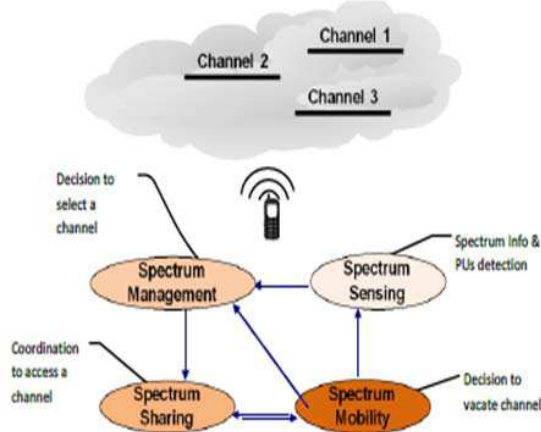 Channel 1
Channel 2
Channel 3
Decision to
select a
channel
Spectrum Info &
PUs detection
Spectrum
Management
Spectrum
Sensing
Coordination
to access a
channel
Spectrum
Sharing
Spectrum
Mobility
Decision to
vacate channel